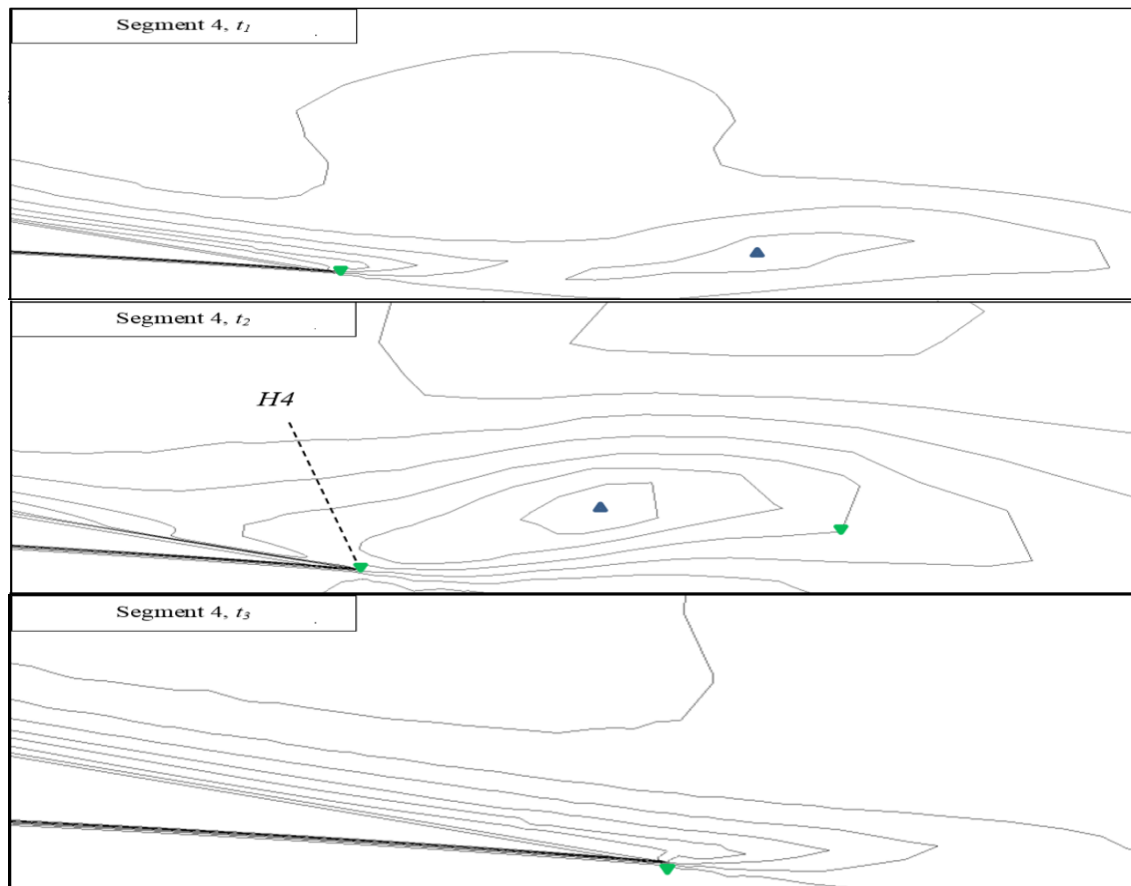 Segment 4, t₁
Segment 4, t₂
H4
Segment 4, t₃